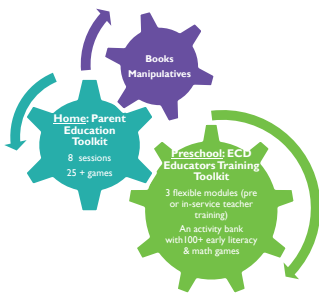 Books
Manipulatives
Home: Parent
Education
Toolkit
8 sessions
25 + games
Preschool: ECD
Educators Training
Toolkit
3 flexible modules (pre
or in-service teacher
training)
An activity bank
with100+ early literacy
& math games